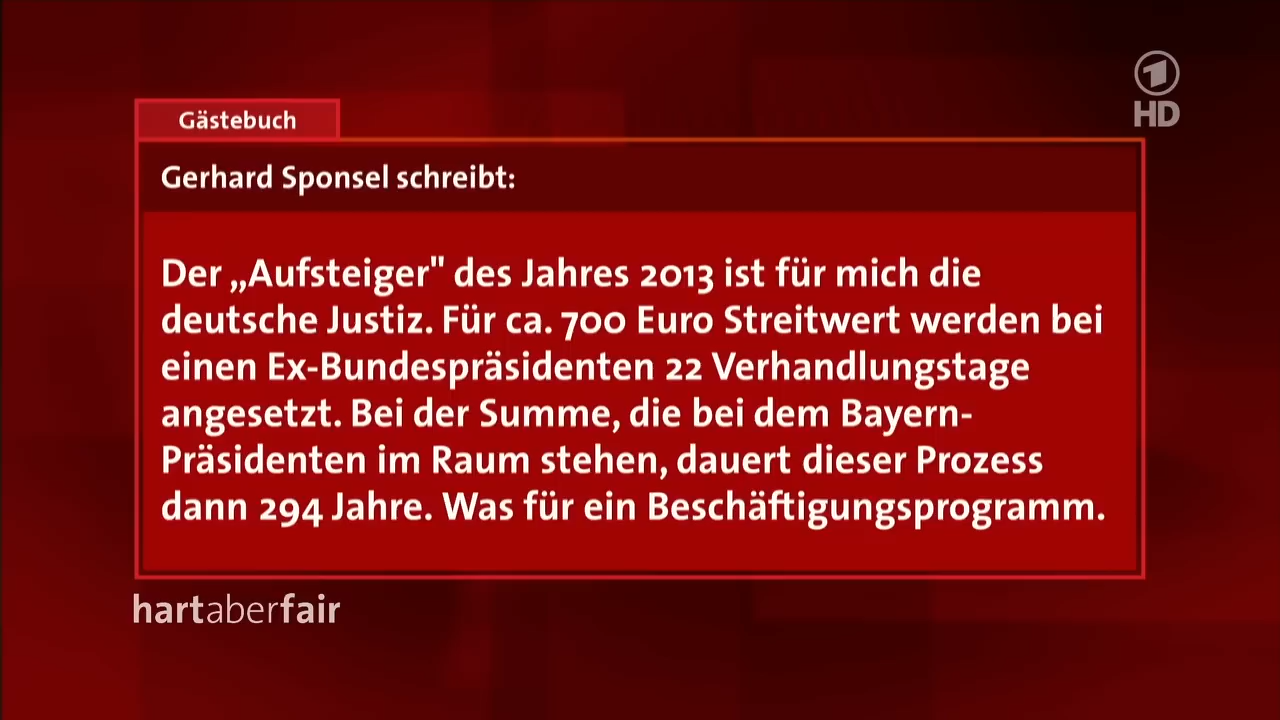 1
HD
Gästebuch
Gerhard Sponsel schreibt:
Der „Aufsteiger" des Jahres 2013 ist für mich die
deutsche Justiz. Für ca. 700 Euro Streitwert werden bei
einen Ex-Bundespräsidenten 22 Verhandlungstage
angesetzt. Bei der Summe, die bei dem Bayern-
Präsidenten im Raum stehen, dauert dieser Prozess
dann 294 Jahre. Was für ein Beschäftigungsprogramm.
hartaberfair